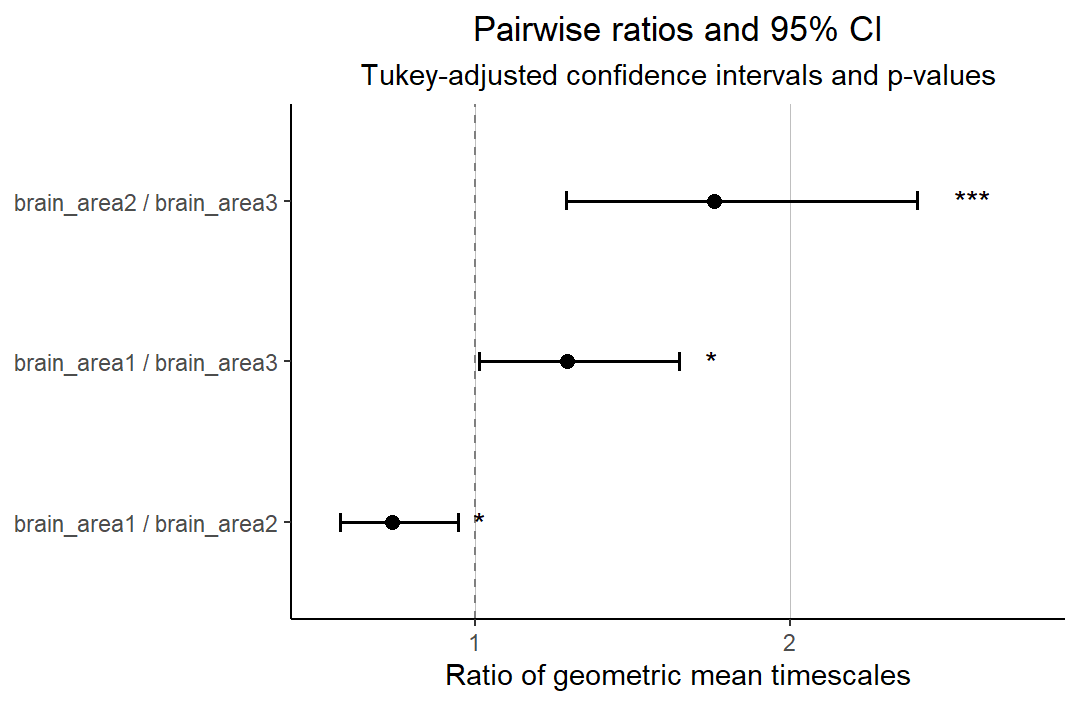 Pairwise ratios and 95% CI
Tukey-adjusted confidence intervals and p-values
brain_area2 / brain_area3
***
brain_area1 / brain_area3
*
brain_area1 / brain_area2
*
1
2
Ratio of geometric mean timescales